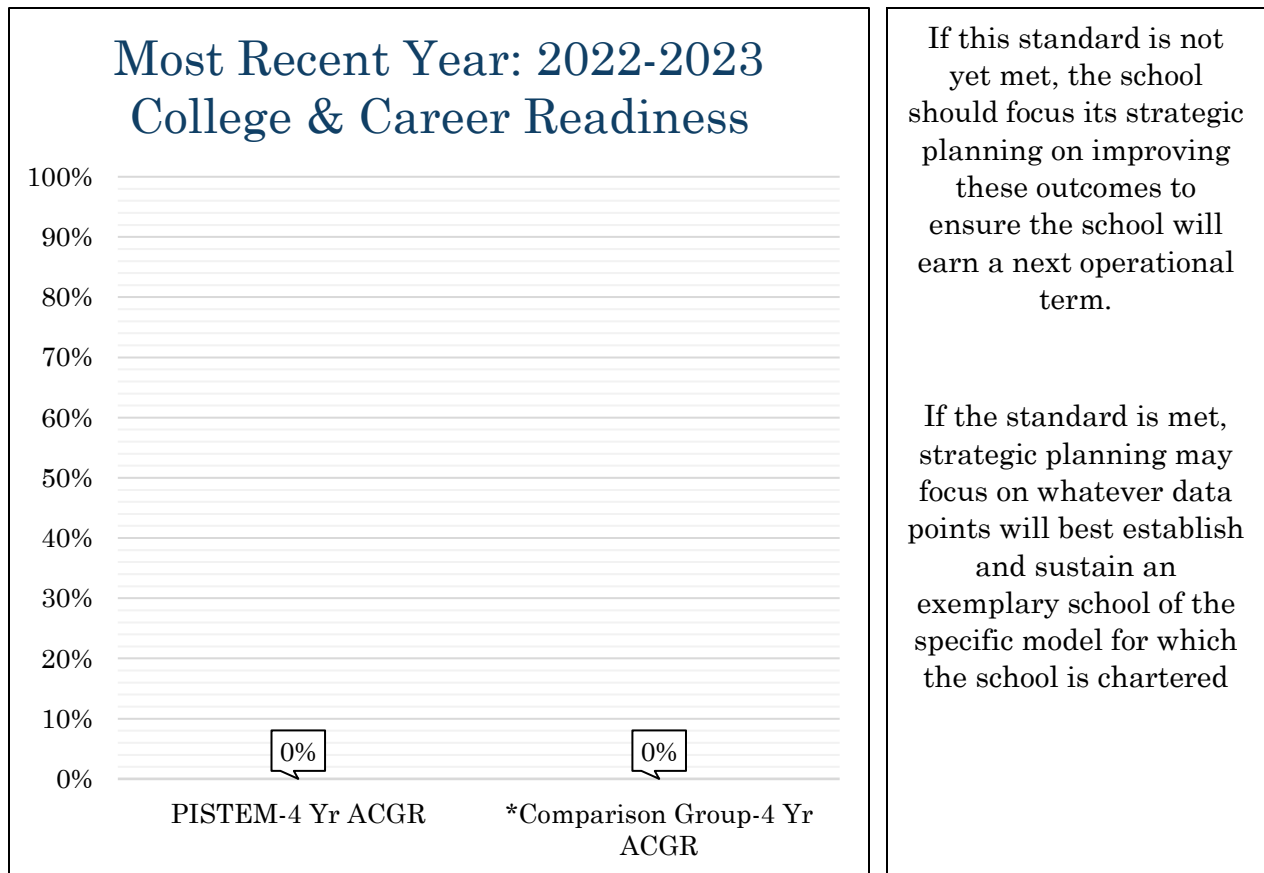 Most Recent Year: 2022-2023
College & Career Readiness
100%
90%
80%
70%
60%
50%
40%
30%
20%
10%
0%
0%
0%
PISTEM-4 Yr ACGR
*Comparison Group-4 Yr
ACGR
If this standard is not
yet met, the school
should focus its strategic
planning on improving
these outcomes to
ensure the school will
earn a next operational
term.
If the standard is met,
strategic planning may
focus on whatever data
points will best establish
and sustain an
exemplary school of the
specific model for which
the school is chartered